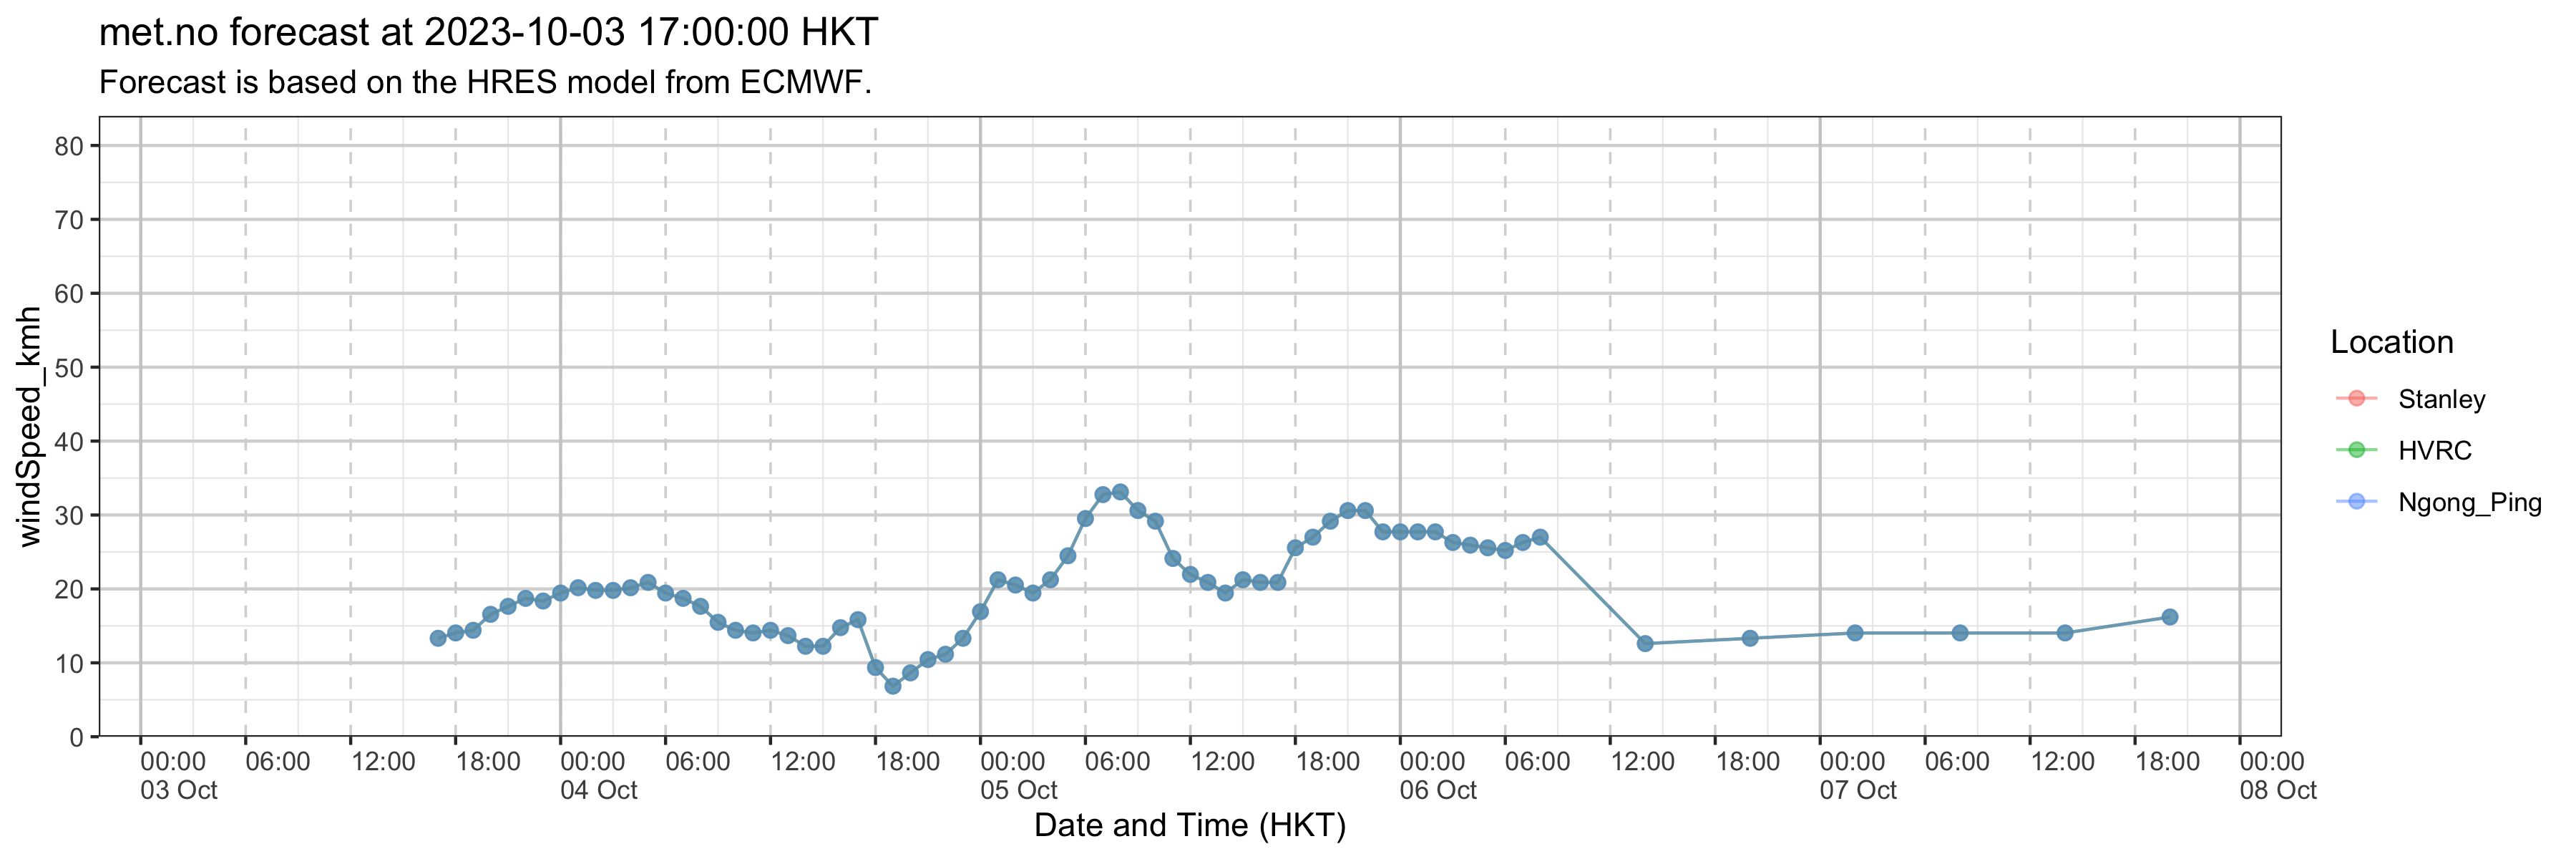 met.no forecast at 2023-10-03 17:00:00 HKT
Forecast is based on the HRES model from ECMWF.
windSpeed_kmh
80
70
60
50
40
30
20
10
0
00:00 06:00 12:00 18:00 00:00 06:00 12:00 18:00 00:00 06:00 12:00 18:00 00:00 06:00 12:00 18:00 00:00 06:00 12:00 18:00 00:00
03 Oct 04 Oct 05 Oct 06 Oct 07 Oct 08 Oct
Date and Time (HKT)
Location
Stanley
HVRC
Ngong_Ping